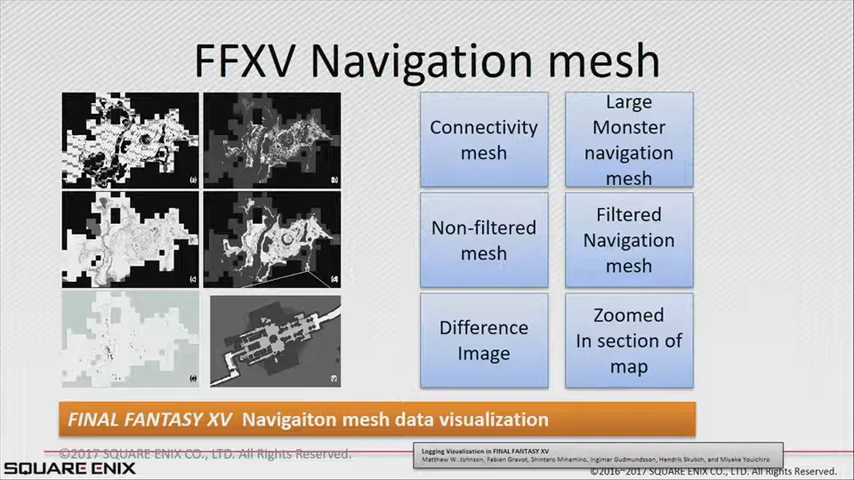 FFXV Navigation mesh
(a)
(b)
(c)
(d)
(e)
Connectivity
mesh
Large
Monster
navigation
mesh
Non-filtered
mesh
Filtered
Navigation
mesh
Difference
Image
Zoomed
In section of
map
FINAL FANTASY XV Navigaiton mesh data visualization
©2017 SQUARE ENIX CO., LTD. All Rights Reserved.
Logging Visualization in FINAL FANTASY XV
Matthew W. Johnson, Fabien Gravot, Shintaro Minamino, Ingimar Gudmundsson, Hendrik Skubch, and Miyake Youichiro
SQUARE ENIX
©2016~2017 SQUARE ENIX CO., LTD. All Rights Reserved.